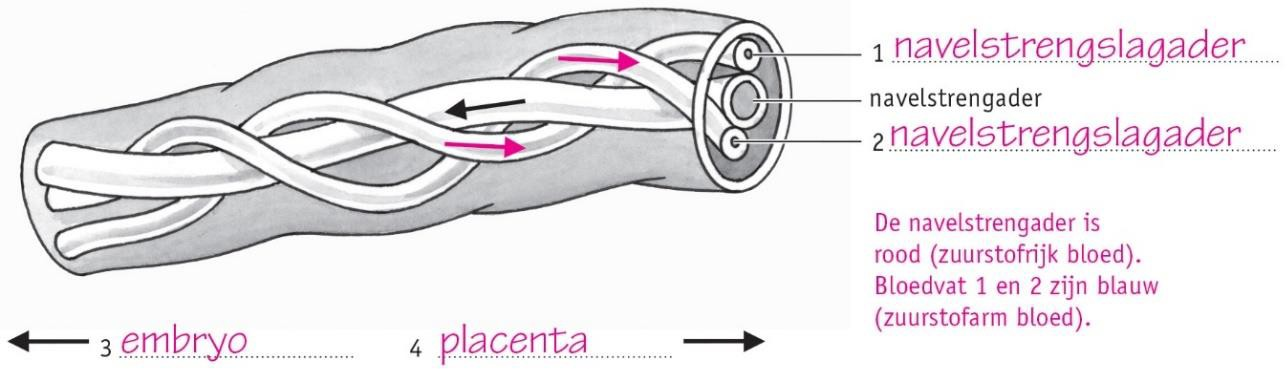 1 navelstrengslagader
navelstrengader
2 navelstrengslagader
De navelstrengader is
rood (zuurstofrijk bloed).
Bloedvat 1 en 2 zijn blauw
(zuurstofarm bloed).
3 embryo
4 placenta